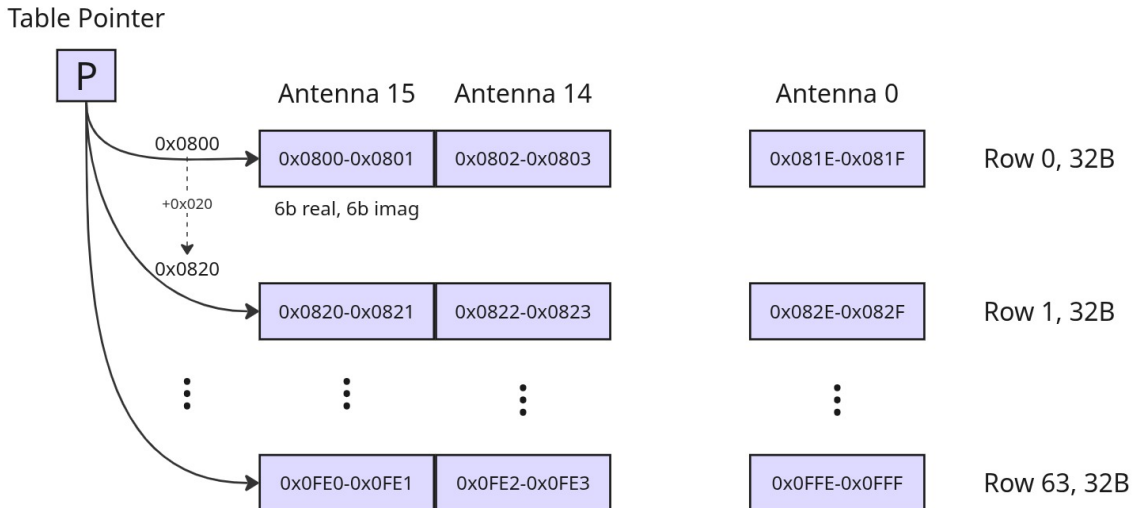 Table Pointer
P
Antenna 15 Antenna 14 Antenna 0
0x0800
0x0800-0x0801 0x0802-0x0803 0x081E-0x081F Row 0, 32B
+0x020
6b real, 6b imag
0x0820
0x0820-0x0821 0x0822-0x0823 0x082E-0x082F Row 1, 32B
0x0FE0-0x0FE1 0x0FE2-0x0FE3 0x0FFE-0x0FFF Row 63, 32B